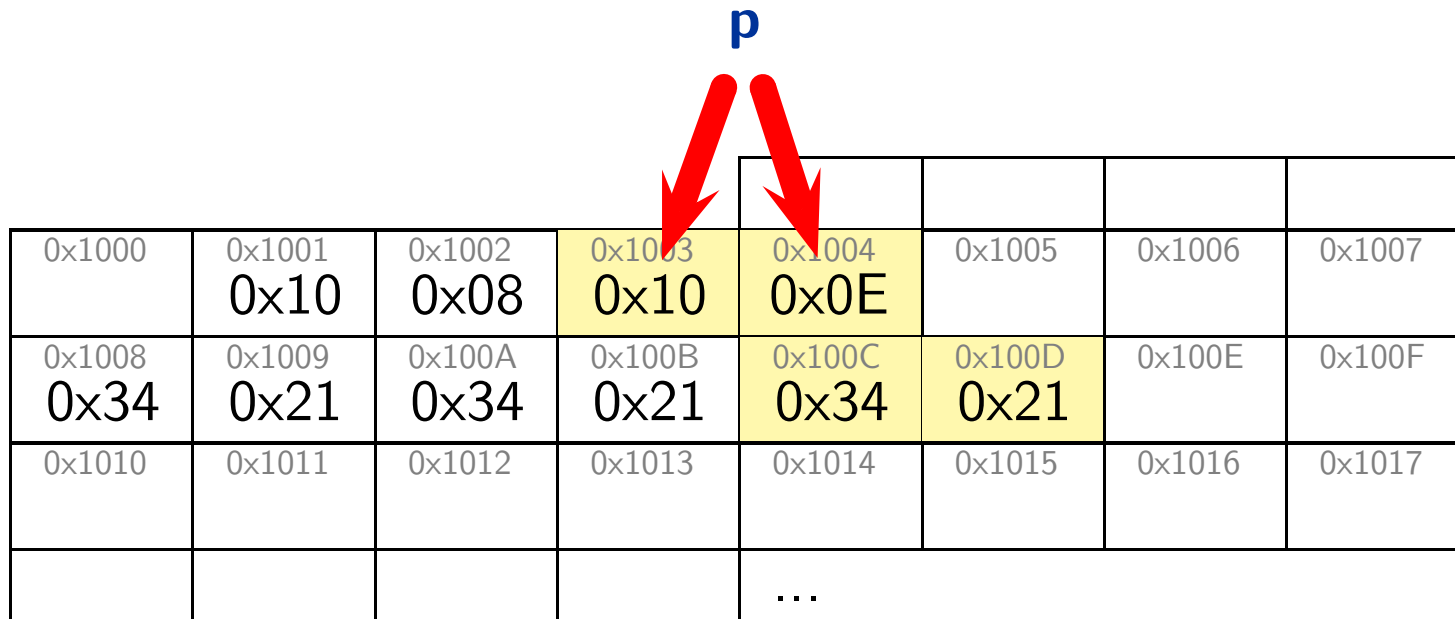 p
0x1000 0x1001 0x1002 0x1003 0x1004 0x1005 0x1006 0x1007
0x10 0x08 0x10 0x0E
0x1008 0x1009 0x100A 0x100B 0x100C 0x100D 0x100E 0x100F
0x34 0x21 0x34 0x21 0x34 0x21
0x1010 0x1011 0x1012 0x1013 0x1014 0x1015 0x1016 0x1017
...